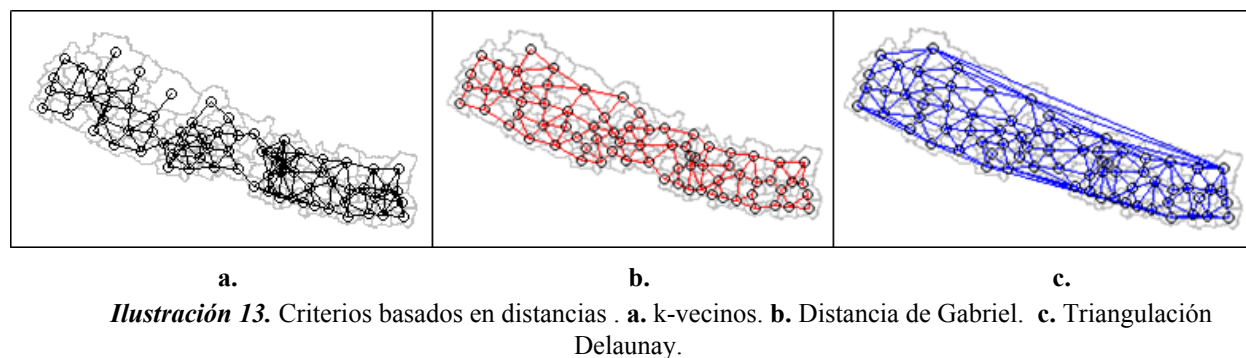 a. b. c.
Ilustración 13. Criterios basados en distancias . a. k-vecinos. b. Distancia de Gabriel. c. Triangulación
Delaunay.